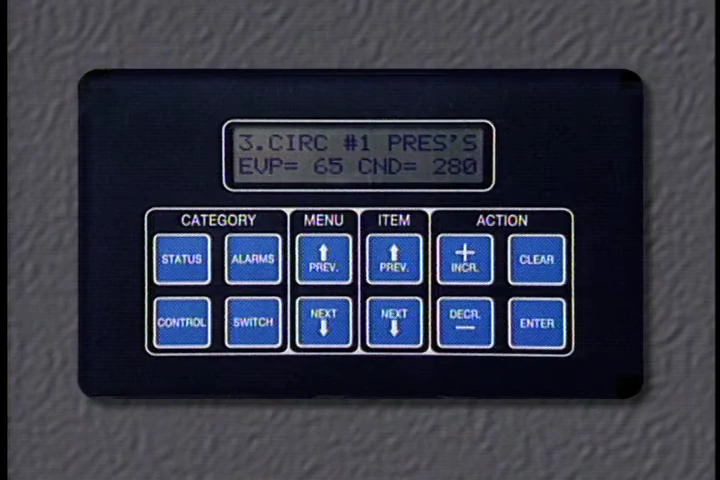 3.CIRC #1 PRES'S
EVP= 65 CND= 280
CATEGORY MENU ITEM ACTION
STATUS ALARMS PREV. PREV. INCR. CLEAR
CONTROL SWITCH NEXT NEXT DECR. ENTER